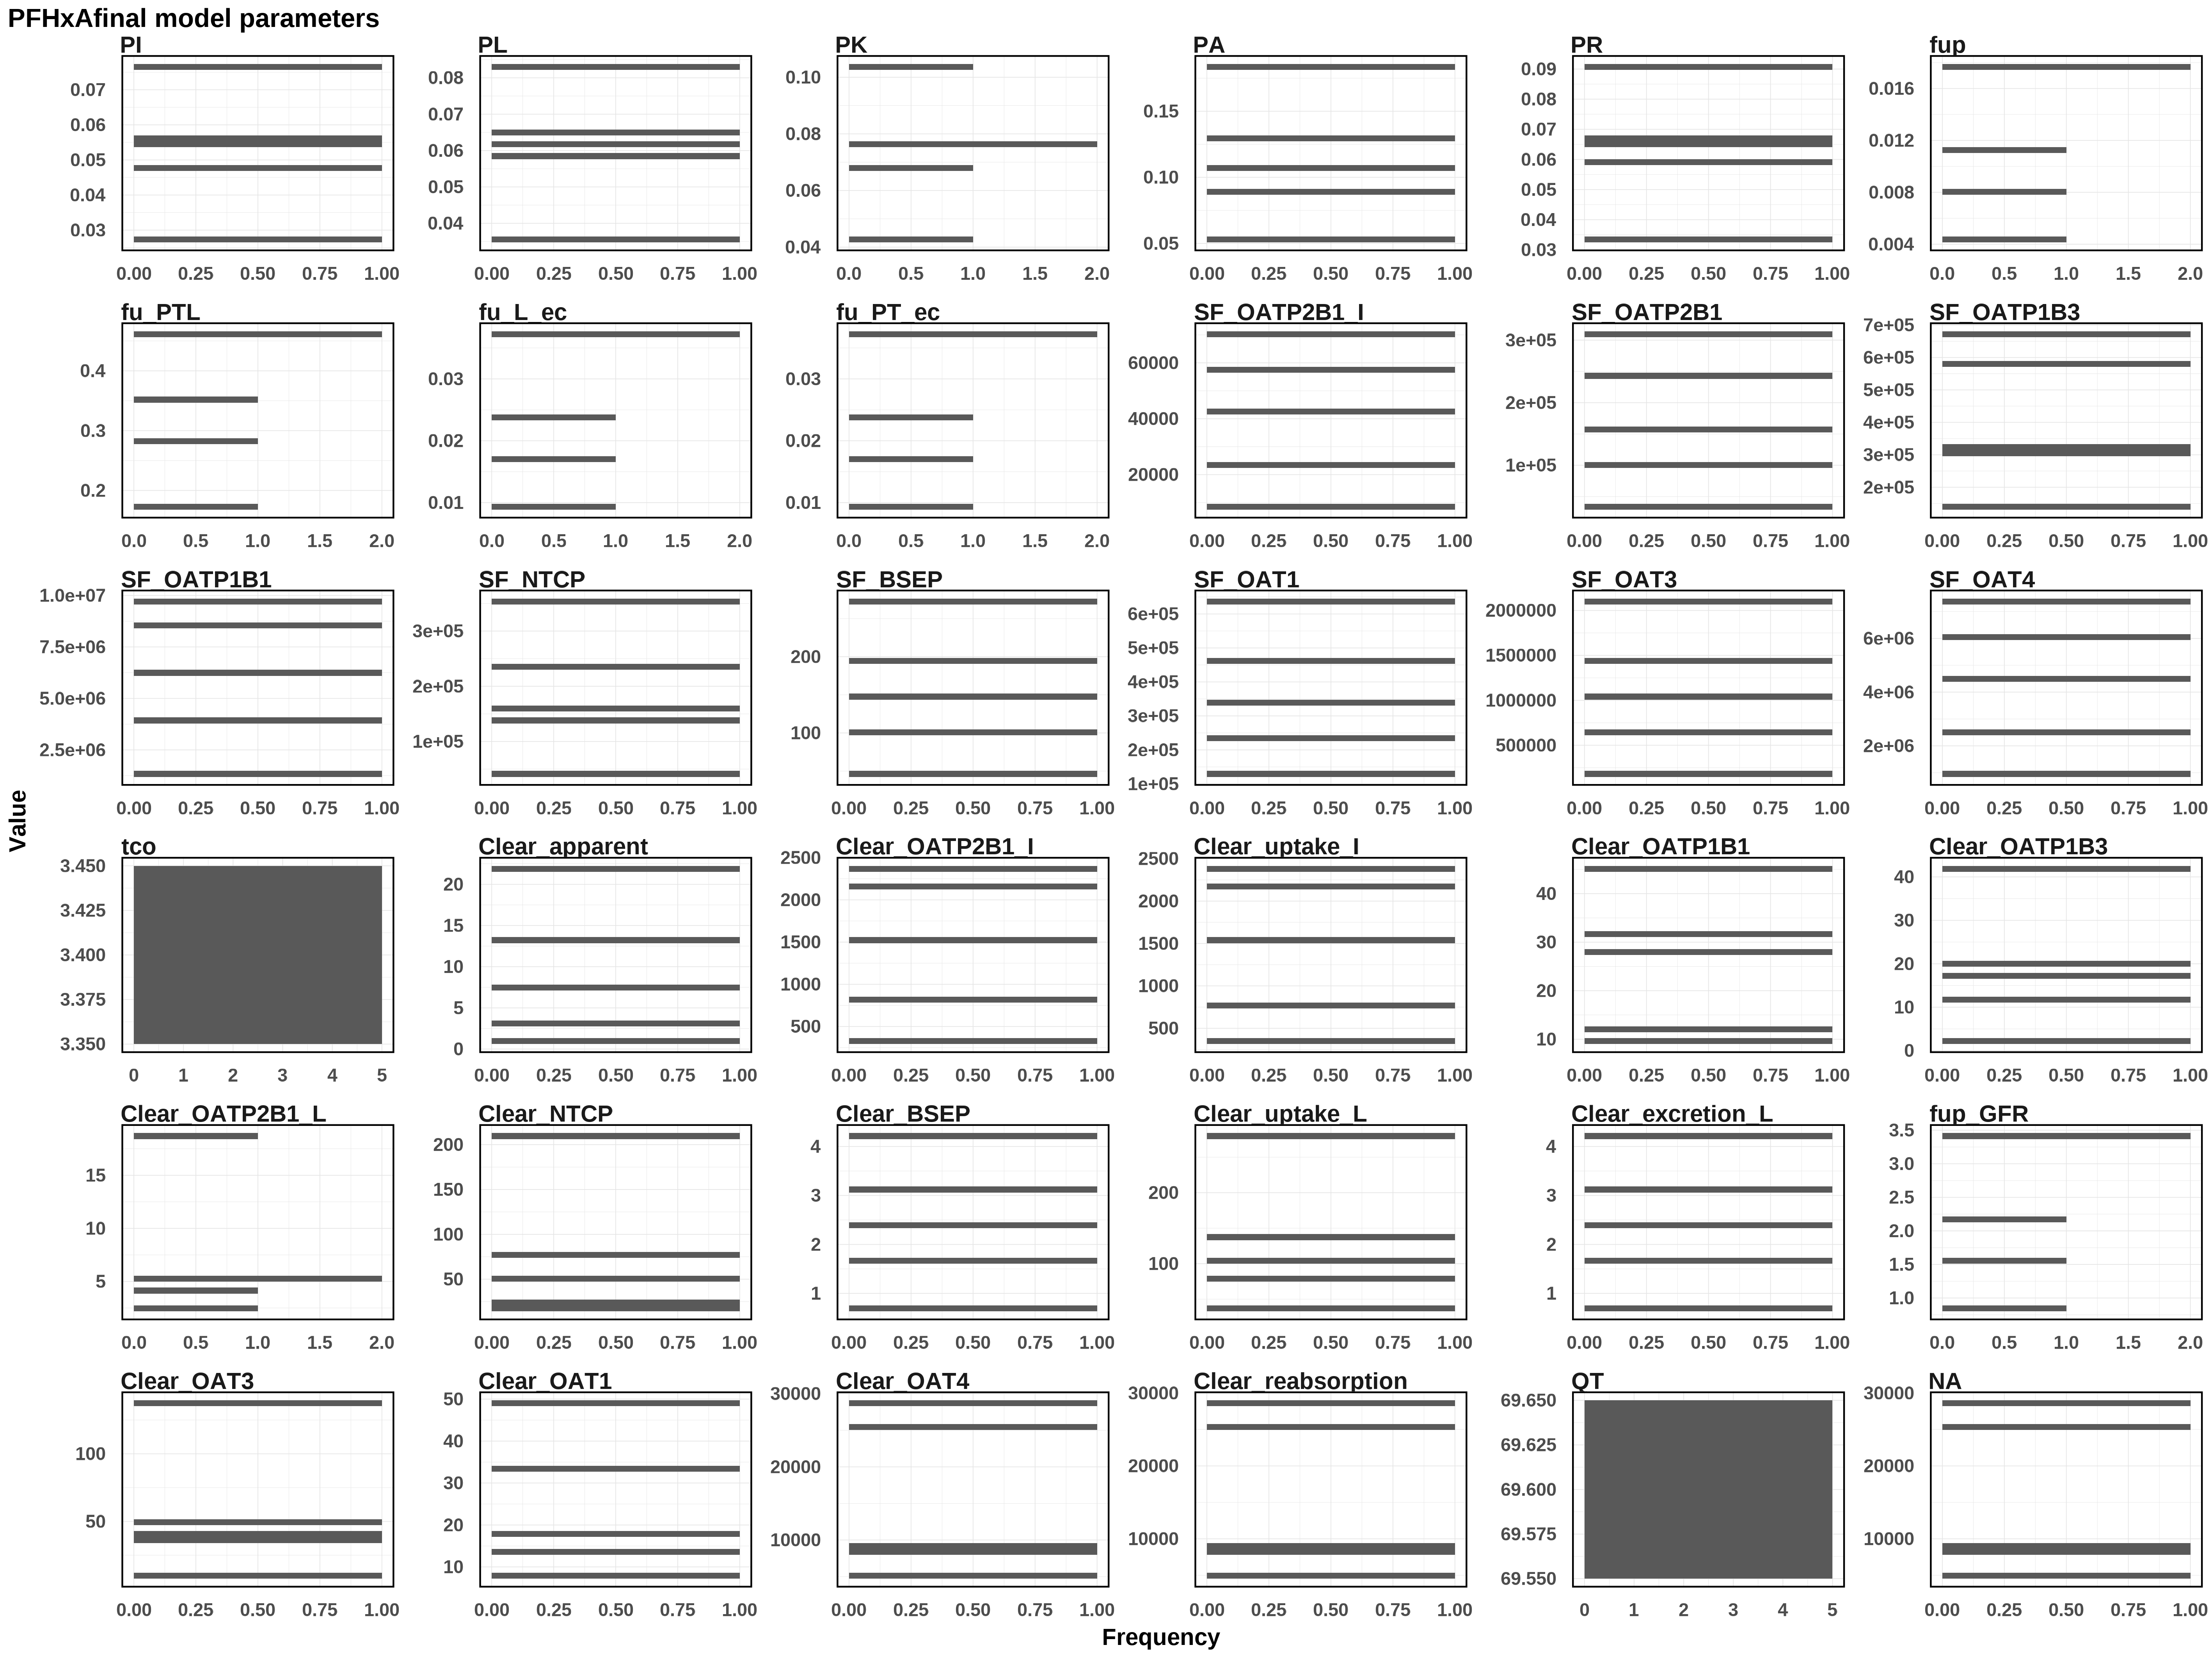 PFHxAfinal model parameters
PI PL PK PA PR fup
0.07 0.06 0.05 0.04 0.03
0.08 0.07 0.06 0.05 0.04
0.10 0.08 0.06 0.04
0.15 0.10 0.05
0.09 0.08 0.07 0.06 0.05 0.04 0.03
0.016 0.012 0.008 0.004
0.00 0.25 0.50 0.75 1.00
0.00 0.25 0.50 0.75 1.00
0.0 0.5 1.0 1.5 2.0
0.00 0.25 0.50 0.75 1.00
0.00 0.25 0.50 0.75 1.00
0.0 0.5 1.0 1.5 2.0
fu_PTL fu_L_ec fu_PT_ec SF_OATP2B1_I SF_OATP2B1 SF_OATP1B3
0.4 0.3 0.2
0.03 0.02 0.01
0.03 0.02 0.01
60000 40000 20000
3e+05 2e+05 1e+05
7e+05 6e+05 5e+05 4e+05 3e+05 2e+05
0.0 0.5 1.0 1.5 2.0
0.0 0.5 1.0 1.5 2.0
0.0 0.5 1.0 1.5 2.0
0.00 0.25 0.50 0.75 1.00
0.00 0.25 0.50 0.75 1.00
0.00 0.25 0.50 0.75 1.00
SF_OATP1B1 SF_NTCP SF_BSEP SF_OAT1 SF_OAT3 SF_OAT4
1.0e+07 7.5e+06 5.0e+06 2.5e+06
3e+05 2e+05 1e+05
200 100
6e+05 5e+05 4e+05 3e+05 2e+05 1e+05
2000000 1500000 1000000 500000
6e+06 4e+06 2e+06
0.00 0.25 0.50 0.75 1.00
0.00 0.25 0.50 0.75 1.00
0.00 0.25 0.50 0.75 1.00
0.00 0.25 0.50 0.75 1.00
0.00 0.25 0.50 0.75 1.00
0.00 0.25 0.50 0.75 1.00
Value
tco Clear_apparent Clear_OATP2B1_I Clear_uptake_I Clear_OATP1B1 Clear_OATP1B3
3.450 3.425 3.400 3.375 3.350
20 15 10 5 0
2500 2000 1500 1000 500
2500 2000 1500 1000 500
40 30 20 10
40 30 20 10 0
0 1 2 3 4 5
0.00 0.25 0.50 0.75 1.00
0.00 0.25 0.50 0.75 1.00
0.00 0.25 0.50 0.75 1.00
0.00 0.25 0.50 0.75 1.00
0.00 0.25 0.50 0.75 1.00
Clear_OATP2B1_L Clear_NTCP Clear_BSEP Clear_uptake_L Clear_excretion_L fup_GFR
15 10 5
200 150 100 50
4 3 2 1
200 100
4 3 2 1
3.5 3.0 2.5 2.0 1.5 1.0
0.0 0.5 1.0 1.5 2.0
0.00 0.25 0.50 0.75 1.00
0.00 0.25 0.50 0.75 1.00
0.00 0.25 0.50 0.75 1.00
0.00 0.25 0.50 0.75 1.00
0.0 0.5 1.0 1.5 2.0
Clear_OAT3 Clear_OAT1 Clear_OAT4 Clear_reabsorption QT NA
100 50
50 40 30 20 10
30000 20000 10000
30000 20000 10000
69.650 69.625 69.600 69.575 69.550
30000 20000 10000
0.00 0.25 0.50 0.75 1.00
0.00 0.25 0.50 0.75 1.00
0.00 0.25 0.50 0.75 1.00
0.00 0.25 0.50 0.75 1.00
0 1 2 3 4 5
0.00 0.25 0.50 0.75 1.00
Frequency